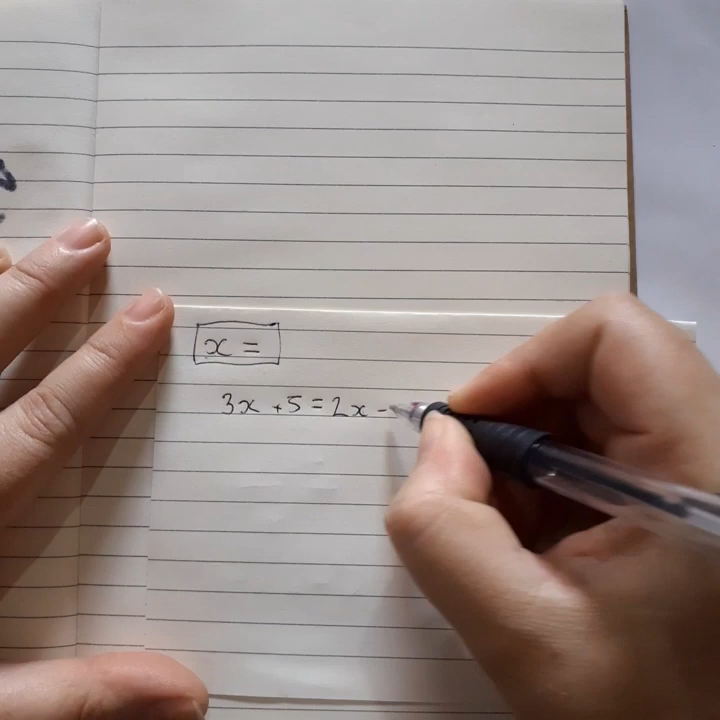 x =
3x + 5 = 2x -